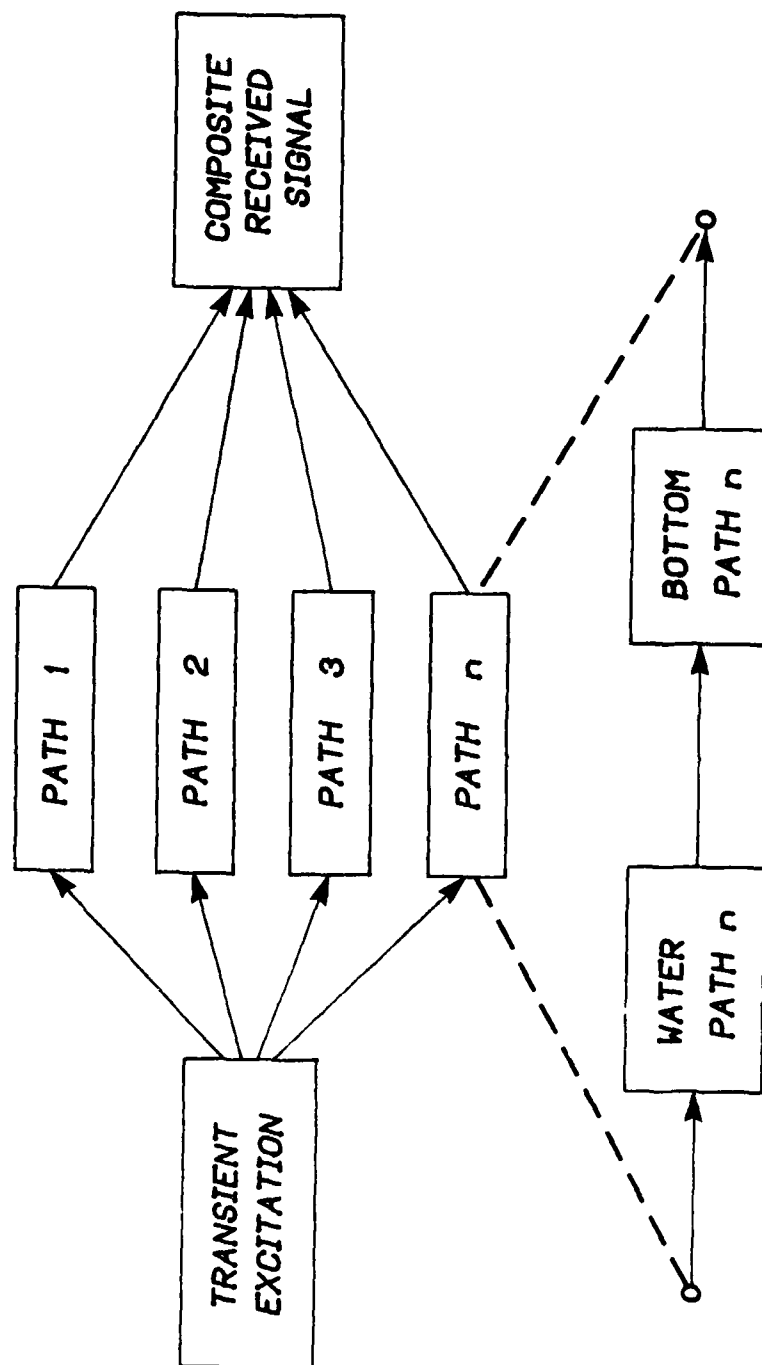 TRANSIENT
EXCITATION
PATH 1
PATH 2
PATH 3
PATH n
COMPOSITE
RECEIVED
SIGNAL
WATER
PATH n
BOTTOM
PATH n